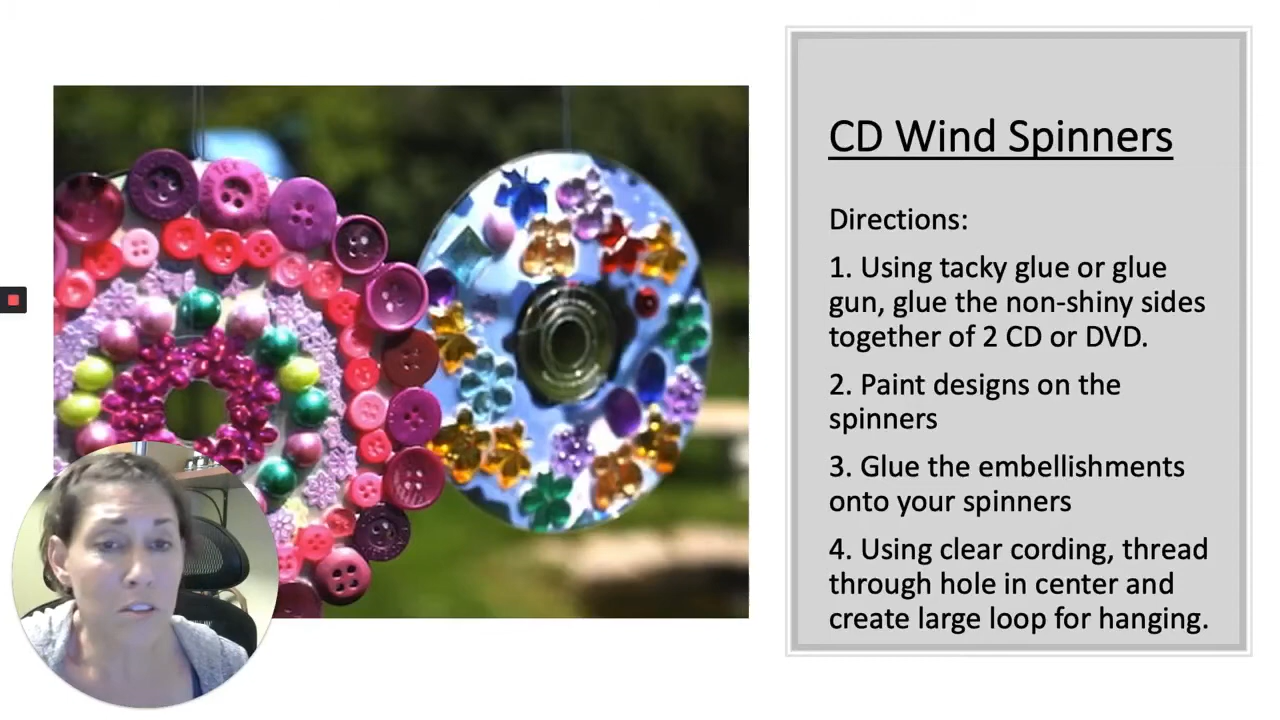 CD Wind Spinners
Directions:
1. Using tacky glue or glue
gun, glue the non-shiny sides
together of 2 CD or DVD.
2. Paint designs on the
spinners
3. Glue the embellishments
onto your spinners
4. Using clear cording, thread
through hole in center and
create large loop for hanging.